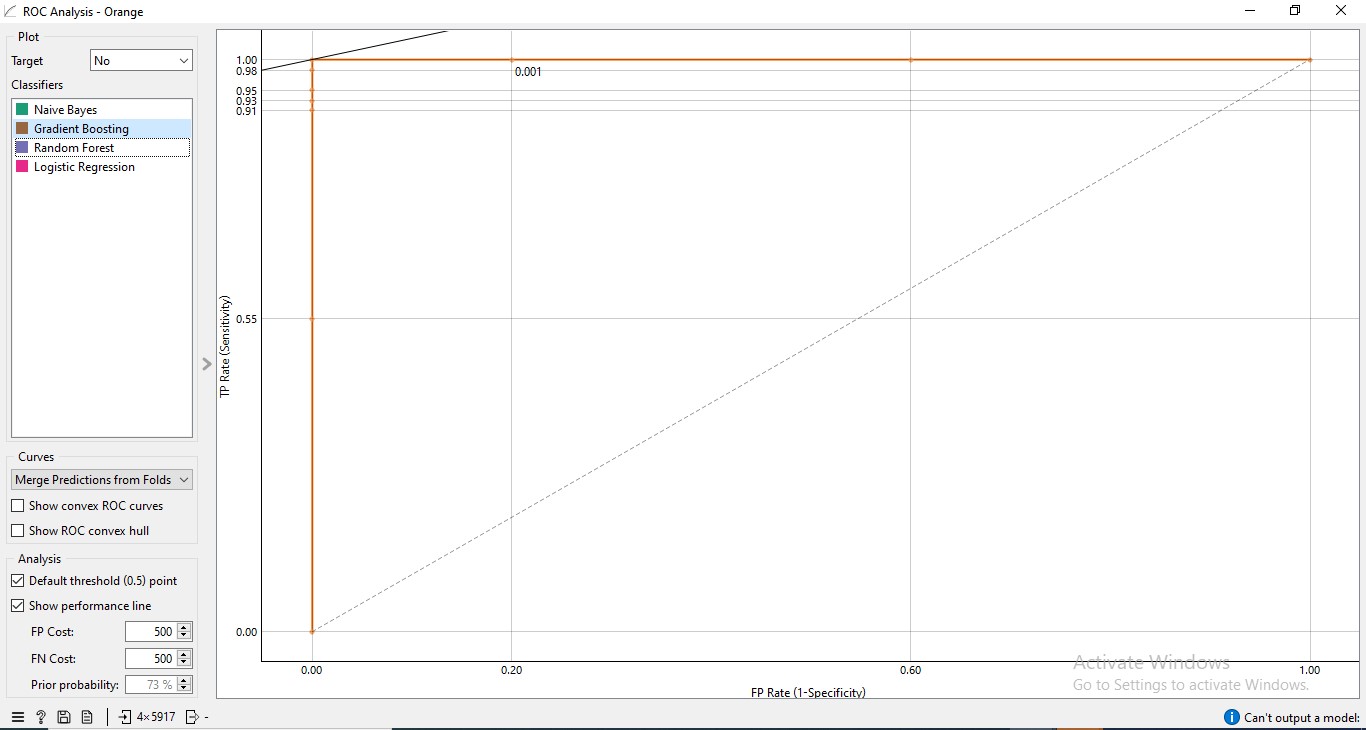 ROC Analysis - Orange
Plot
Target
No
Classifiers
Naive Bayes
Gradient Boosting
Random Forest
Logistic Regression
Curves
Merge Predictions from Folds
Show convex ROC curves
Show ROC convex hull
Analysis
Default threshold (0.5) point
Show performance line
FP Cost: 500
FN Cost: 500
Prior probability: 73 %
1.00
0.98
0.95
0.93
0.91
0.55
0.00
TP Rate (Sensitivity)
0.001
0.00 0.20 0.60 1.00
FP Rate (1-Specificity)
Activate Windows
Go to Settings to activate Windows.
? 4×5917 -
Can't output a model: